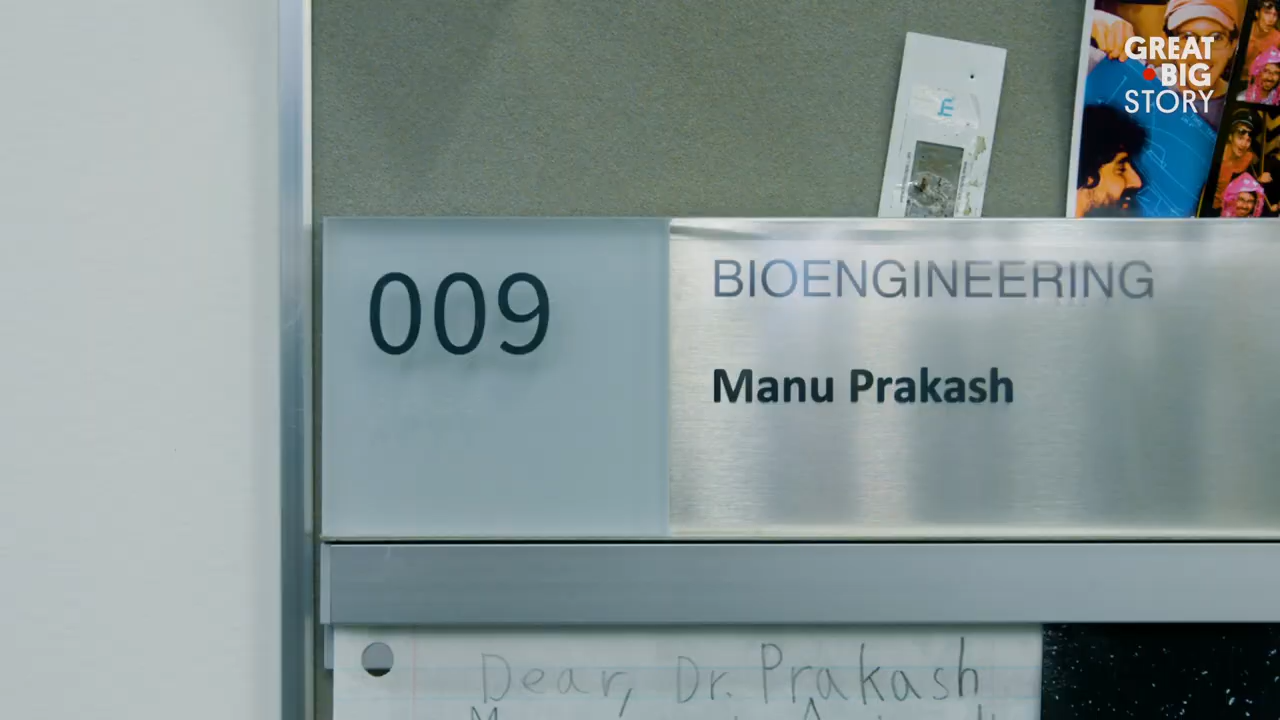 GREAT
BIG
STORY
009
BIOENGINEERING
Manu Prakash
Dear, Dr. Prakash